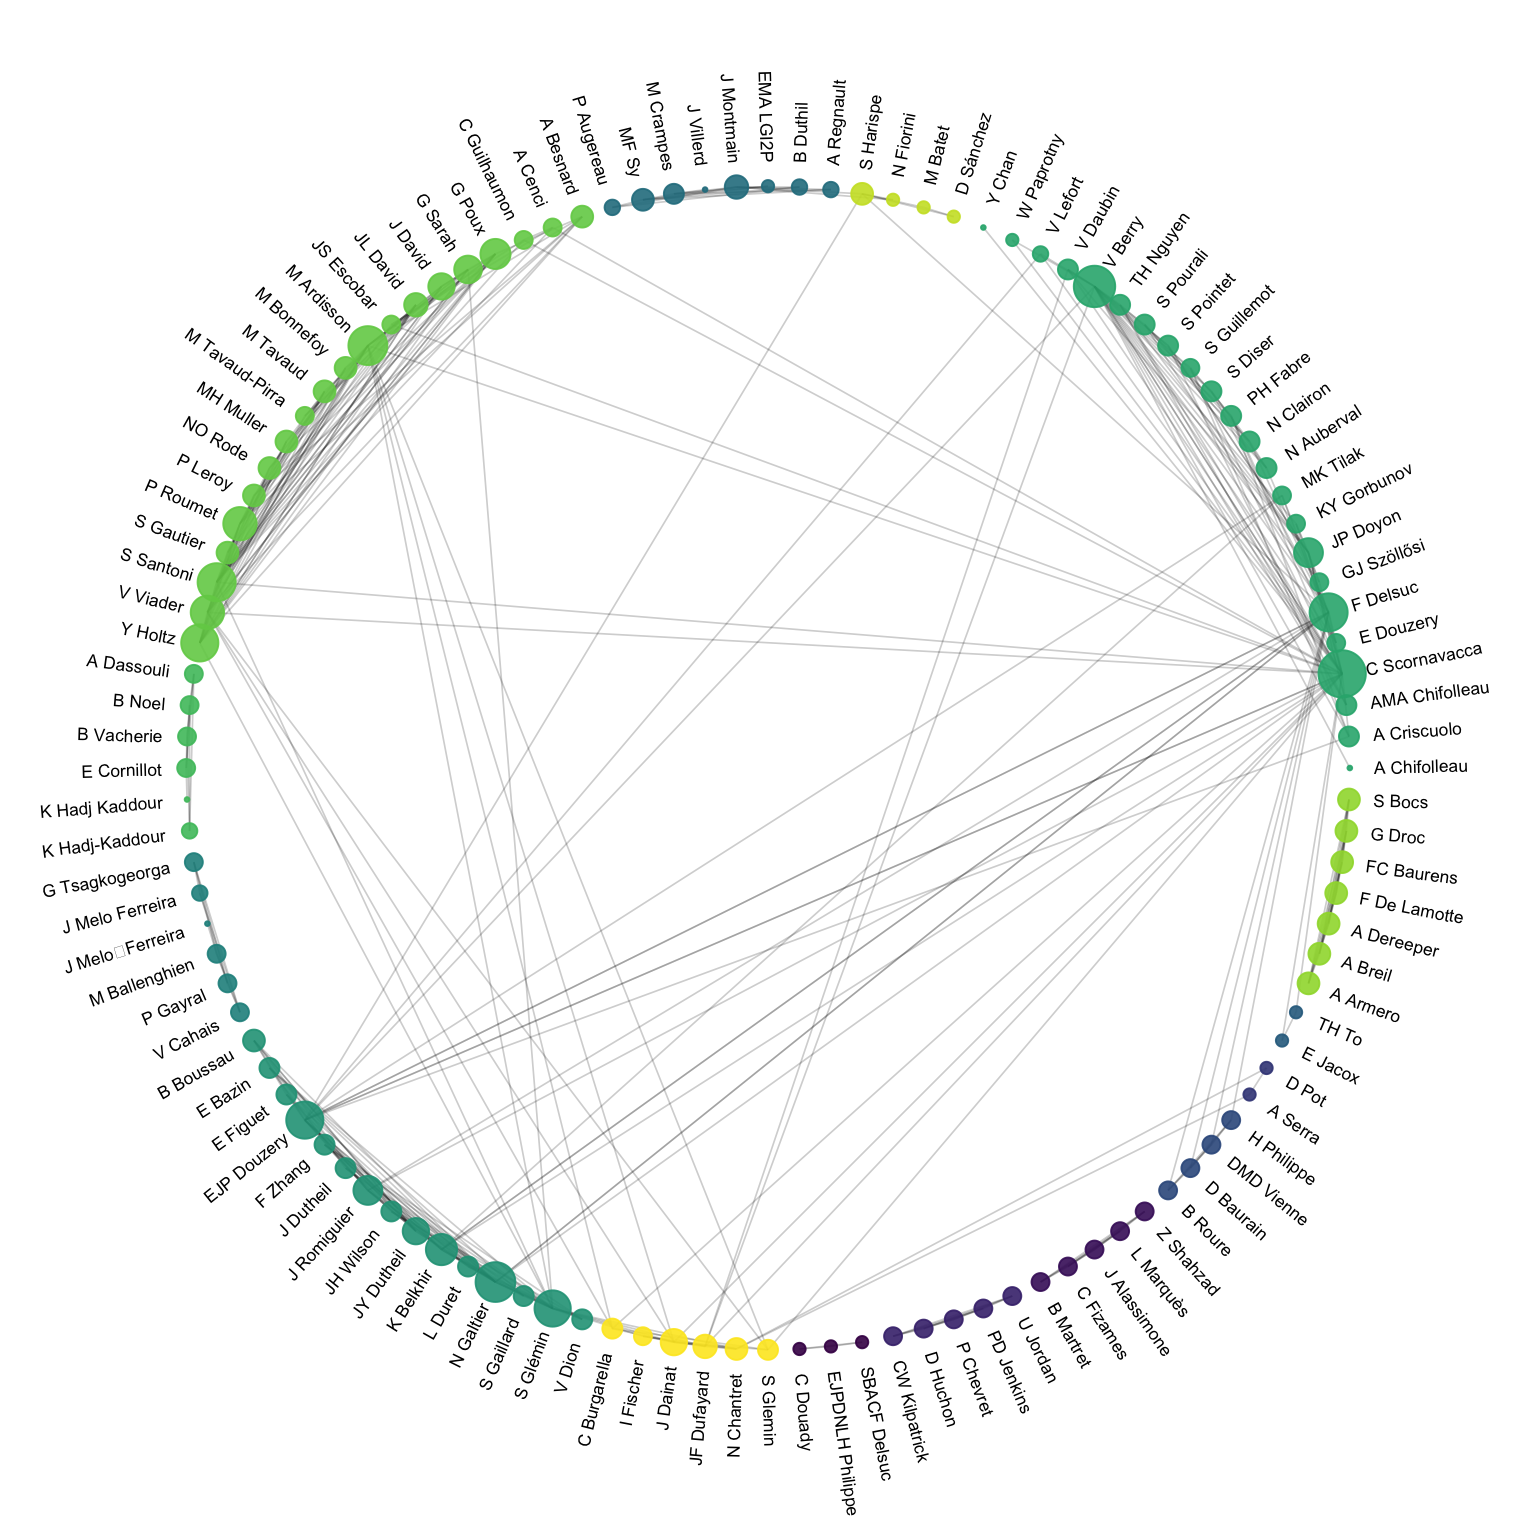 P Augereau
MF Sy
M Crampes
J Villerd
J Montmain
EMA LGI2P
B Duthil
A Regnault
S Harispe
N Fiorini
M Batet
D Sánchez
Y Chan
W Paprotny
V Lefort
V Daubin
V Berry
TH Nguyen
S Pourali
S Pointet
S Guillemot
S Diser
PH Fabre
N Clairon
N Auberval
MK Tilak
KY Gorbunov
JP Doyon
GJ Szöllősi
F Delsuc
E Douzery
C Scornavacca
AMA Chifolleau
A Criscuolo
A Chifolleau
S Bocs
G Droc
FC Baurens
F De Lamotte
A Dereeper
A Breil
A Armero
TH To
E Jacox
D Pot
A Serra
H Philippe
DMD Vienne
D Baurain
B Roure
Z Shahzad
L Marquès
J Alassimone
C Fizames
B Martret
U Jordan
PD Jenkins
P Chevret
D Huchon
CW Kilpatrick
SBACF Delsuc
EJPDNLH Philippe
C Douady
S Glemin
N Chantret
JF Dufayard
J Dainat
I Fischer
C Burgarella
V Dion
S Glémin
S Gaillard
N Galtier
L Duret
K Belkhir
JY Dutheil
JH Wilson
J Romiguier
J Dutheil
F Zhang
EJP Douzery
E Figuet
E Bazin
B Boussau
V Cahais
P Gayral
M Ballenghien
J Melo□Ferreira
J Melo Ferreira
G Tsagkogeorga
K Hadj-Kaddour
K Hadj Kaddour
E Cornillot
B Vacherie
B Noel
A Dassouli
Y Holtz
V Viader
S Santoni
S Gautier
P Roumet
P Leroy
NO Rode
MH Muller
M Tavaud-Pirra
M Tavaud
M Bonnefoy
M Ardisson
JS Escobar
JL David
J David
G Sarah
G Poux
C Guilhaumon
A Cenci
A Besnard